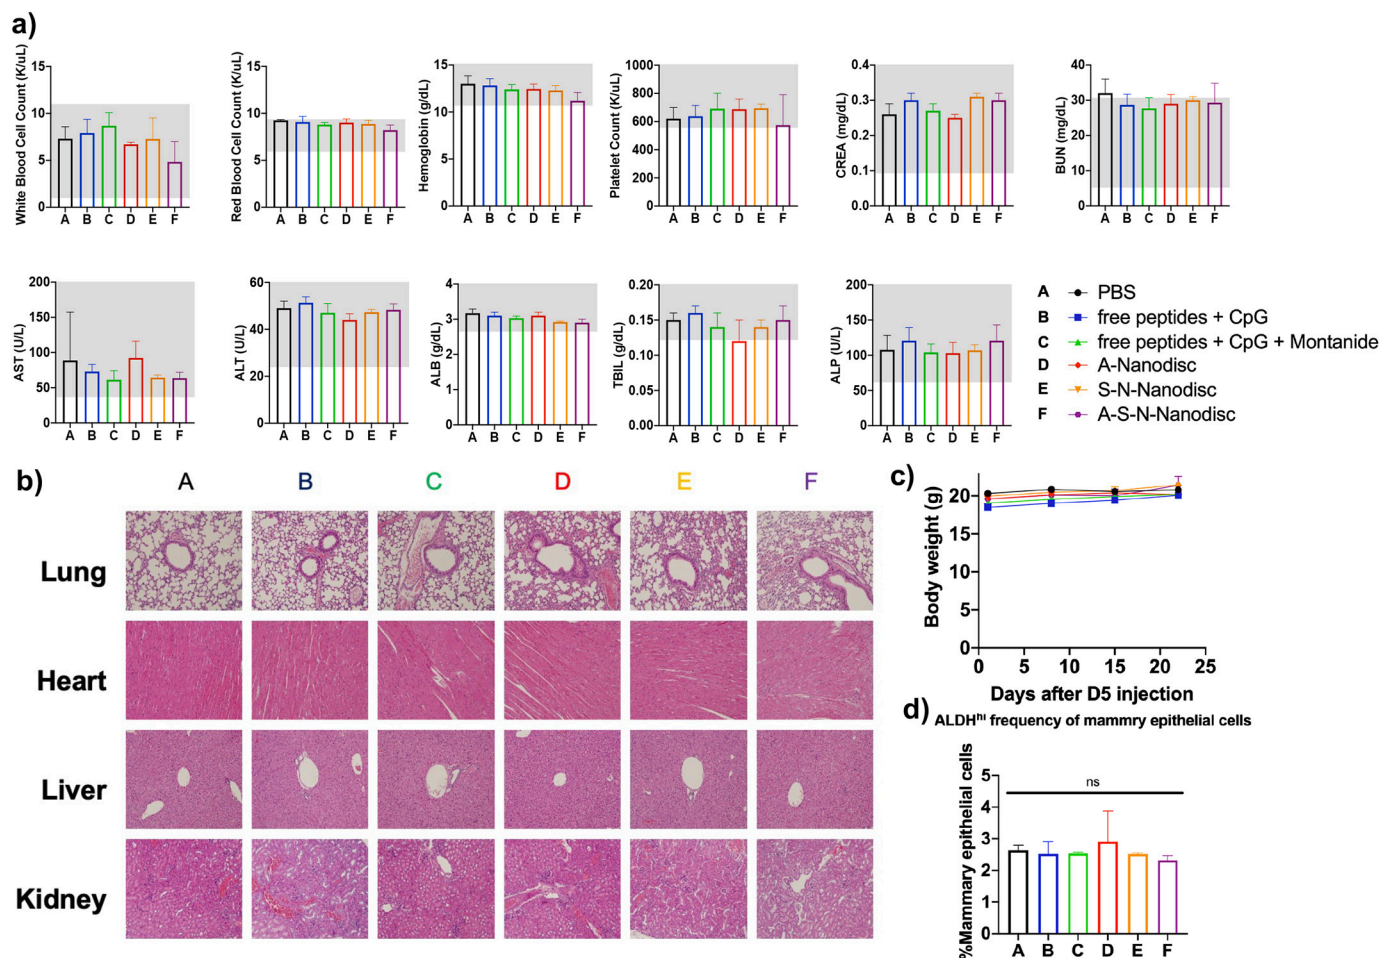 a)
White Blood Cell Count (K/uL)
15
10
5
0
A B C D E F
Red Blood Cell Count (K/uL)
15
10
5
0
A B C D E F
Hemoglobin (g/dL)
15
10
5
0
A B C D E F
Platelet Count (K/uL)
1000
800
600
400
200
0
A B C D E F
CREA (mg/dL)
0.4
0.3
0.2
0.1
0.0
A B C D E F
BUN (mg/dL)
40
30
20
10
0
A B C D E F
AST (U/L)
200
150
100
50
0
A B C D E F
ALT (U/L)
60
40
20
0
A B C D E F
ALB (g/dL)
4
3
2
1
0
A B C D E F
TBIL (g/dL)
0.20
0.15
0.10
0.05
0.00
A B C D E F
ALP (U/L)
200
150
100
50
0
A B C D E F
A PBS
B free peptides + CpG
C free peptides + CpG + Montanide
D A-Nanodisc
E S-N-Nanodisc
F A-S-N-Nanodisc
b)
A B C D E F
Lung
Heart
Liver
Kidney
c)
Body weight (g)
20
15
10
5
0
0 5 10 15 20 25
Days after D5 injection
d)
ALDHhi frequency of mammry epithelial cells
%Mammary epithelial cells
5
4
3
2
1
0
ns
A B C D E F